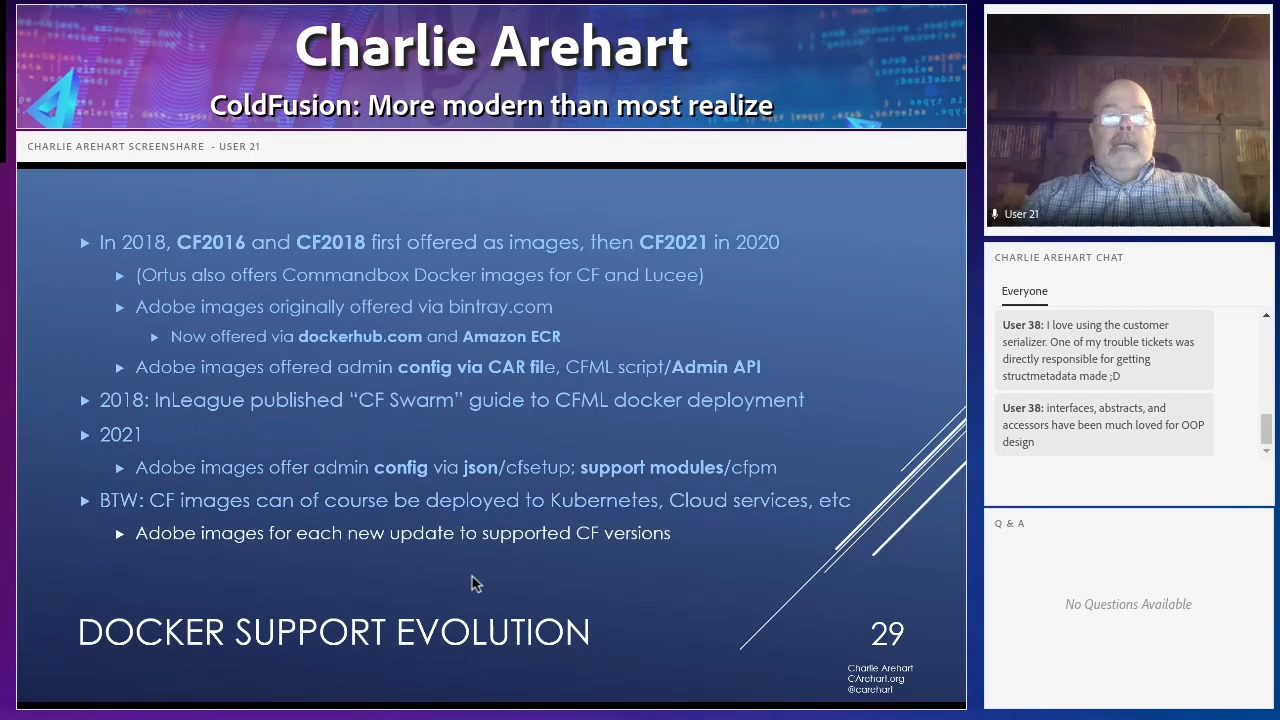 Charlie Arehart
ColdFusion: More modern than most realize
CHARLIE AREHART SCREENSHARE - USER 21
In 2018, CF2016 and CF2018 first offered as images, then CF2021 in 2020
(Ortus also offers Commandbox Docker images for CF and Lucee)
Adobe images originally offered via bintray.com
Now offered via dockerhub.com and Amazon ECR
Adobe images offered admin config via CAR file, CFML script/Admin API
2018: InLeague published “CF Swarm” guide to CFML docker deployment
2021
Adobe images offer admin config via json/cfsetup; support modules/cfpm
BTW: CF images can of course be deployed to Kubernetes, Cloud services, etc
Adobe images for each new update to supported CF versions
DOCKER SUPPORT EVOLUTION
29
Charlie Arehart
CArehart.org
@carehart
User 21
CHARLIE AREHART CHAT
Everyone
User 38: I love using the customer
serializer. One of my trouble tickets was
directly responsible for getting
structmetadata made ;D
User 38: interfaces, abstracts, and
accessors have been much loved for OOP
design
Q & A
No Questions Available